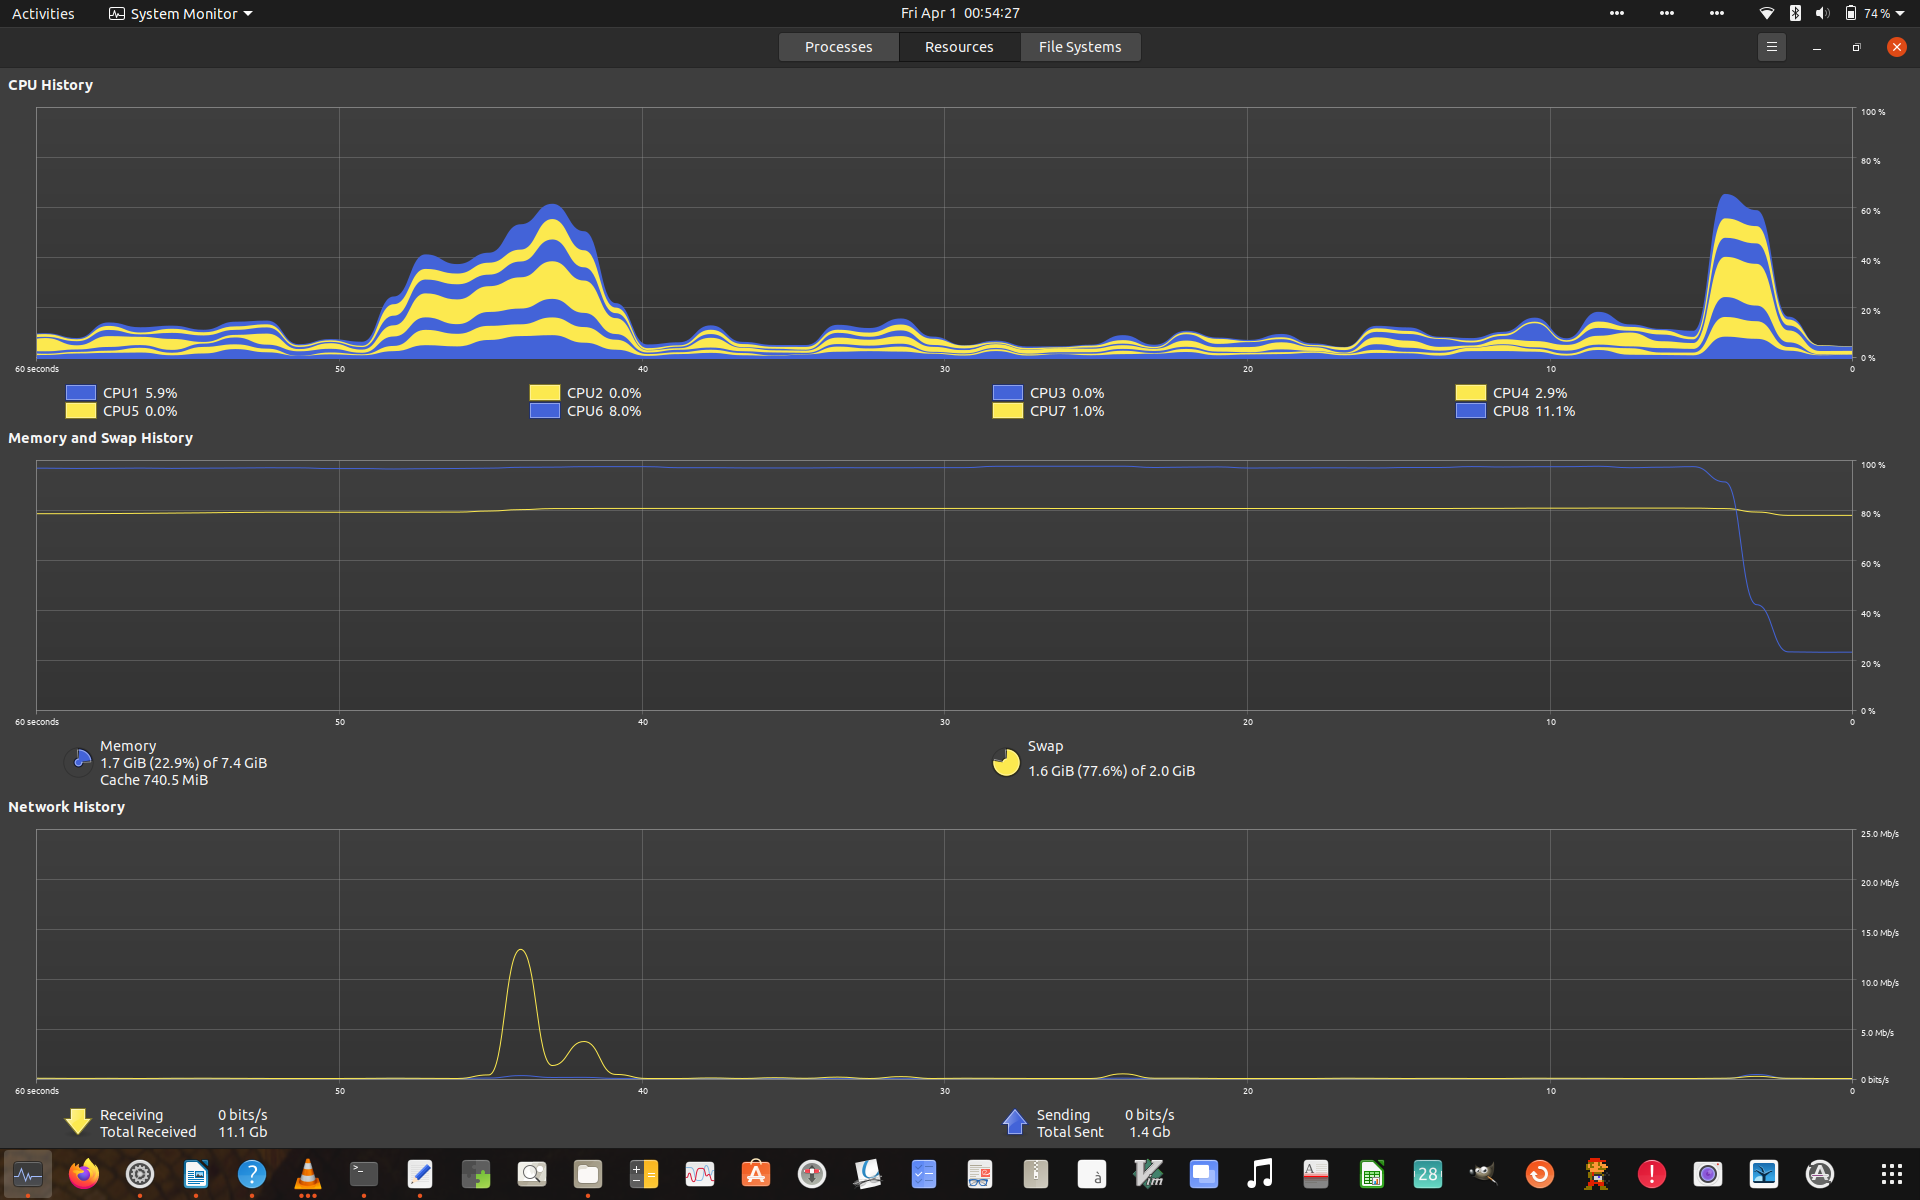 Activities System Monitor Fri Apr 1 00:54:27 74 %
Processes Resources File Systems
CPU History
100 %
80 %
60 %
40 %
20 %
0 %
60 seconds 50 40 30 20 10 0
CPU1 5.9% CPU2 0.0% CPU3 0.0% CPU4 2.9%
CPU5 0.0% CPU6 8.0% CPU7 1.0% CPU8 11.1%
Memory and Swap History
100 %
80 %
60 %
40 %
20 %
0 %
60 seconds 50 40 30 20 10 0
Memory
1.7 GiB (22.9%) of 7.4 GiB
Cache 740.5 MiB
Swap
1.6 GiB (77.6%) of 2.0 GiB
Network History
25.0 Mb/s
20.0 Mb/s
15.0 Mb/s
10.0 Mb/s
5.0 Mb/s
0 bits/s
60 seconds 50 40 30 20 10 0
Receiving 0 bits/s
Total Received 11.1 Gb
Sending 0 bits/s
Total Sent 1.4 Gb
? >_ A à Vim A 28 !